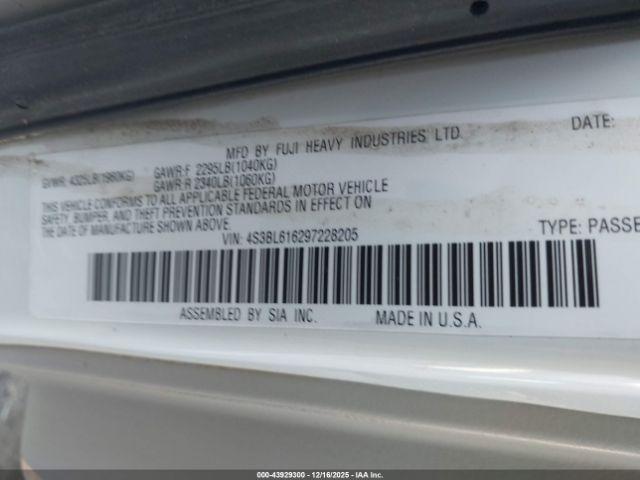 MFD BY FUJI HEAVY INDUSTRIES LTD. DATE:
GVWR: 4325LB(1960KG) GAWR:F 2295LB(1040KG)
GAWR:R 2340LB(1060KG)
THIS VEHICLE CONFORMS TO ALL APPLICABLE FEDERAL MOTOR VEHICLE
SAFETY, BUMPER, AND THEFT PREVENTION STANDARDS IN EFFECT ON
THE DATE OF MANUFACTURE SHOWN ABOVE.
VIN: 4S3BL616297228205 TYPE: PASSE
ASSEMBLED BY SIA INC. MADE IN U.S.A.
000-43929300 - 12/16/2025 - IAA Inc.